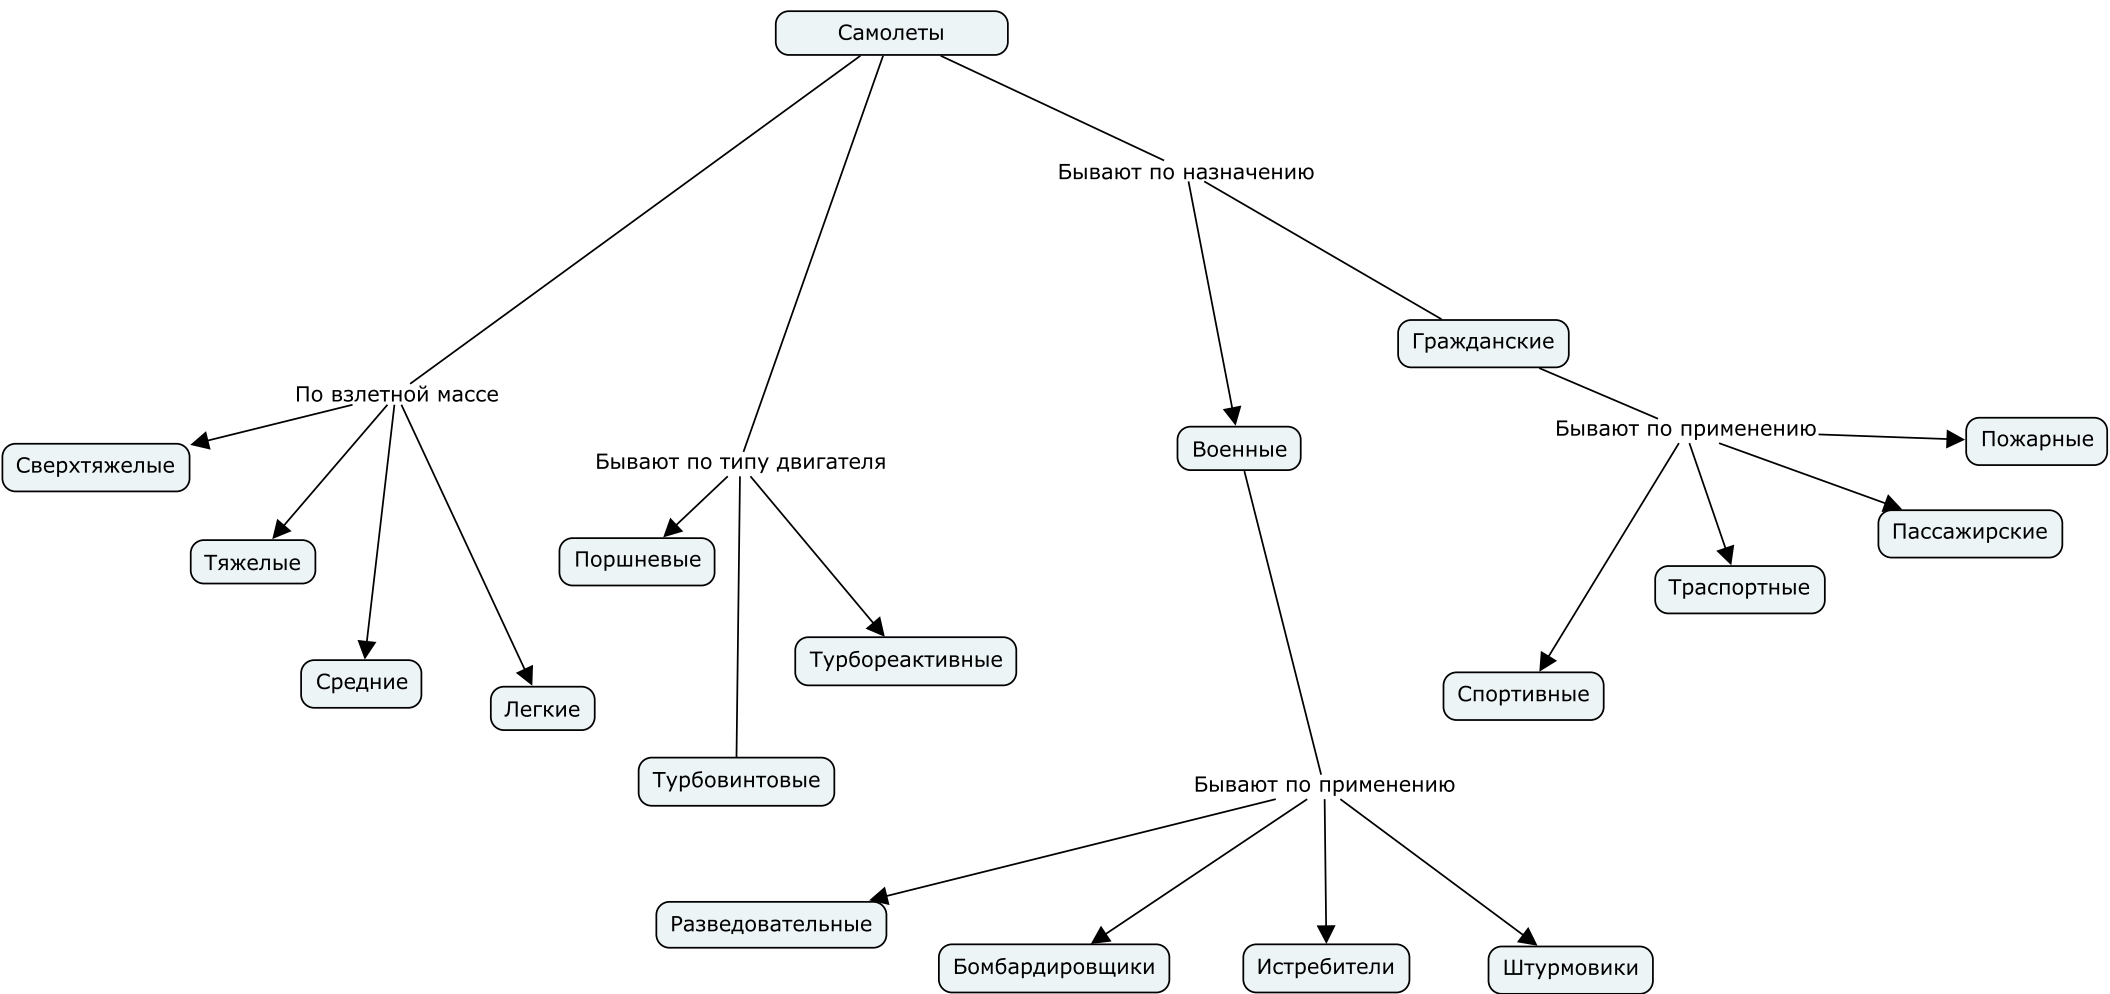 Самолеты
Бывают по назначению
Гражданские
По взлетной массе
Бывают по применению
Пожарные
Военные
Бывают по типу двигателя
Сверхтяжелые
Пассажирские
Поршневые
Тяжелые
Траспортные
Турбореактивные
Средние
Спортивные
Легкие
Турбовинтовые
Бывают по применению
Разведовательные
Бомбардировщики
Истребители
Штурмовики